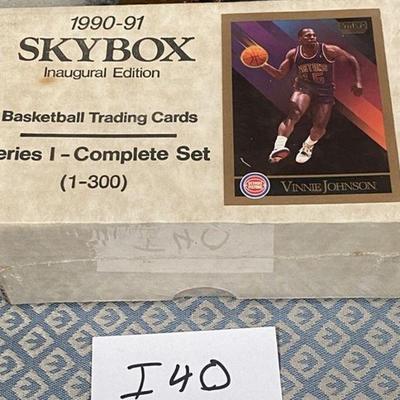 1990-91
SKYBOX
Inaugural Edition
Basketball Trading Cards
eries I - Complete Set
(1-300)
VINNIE JOHNSON
I40